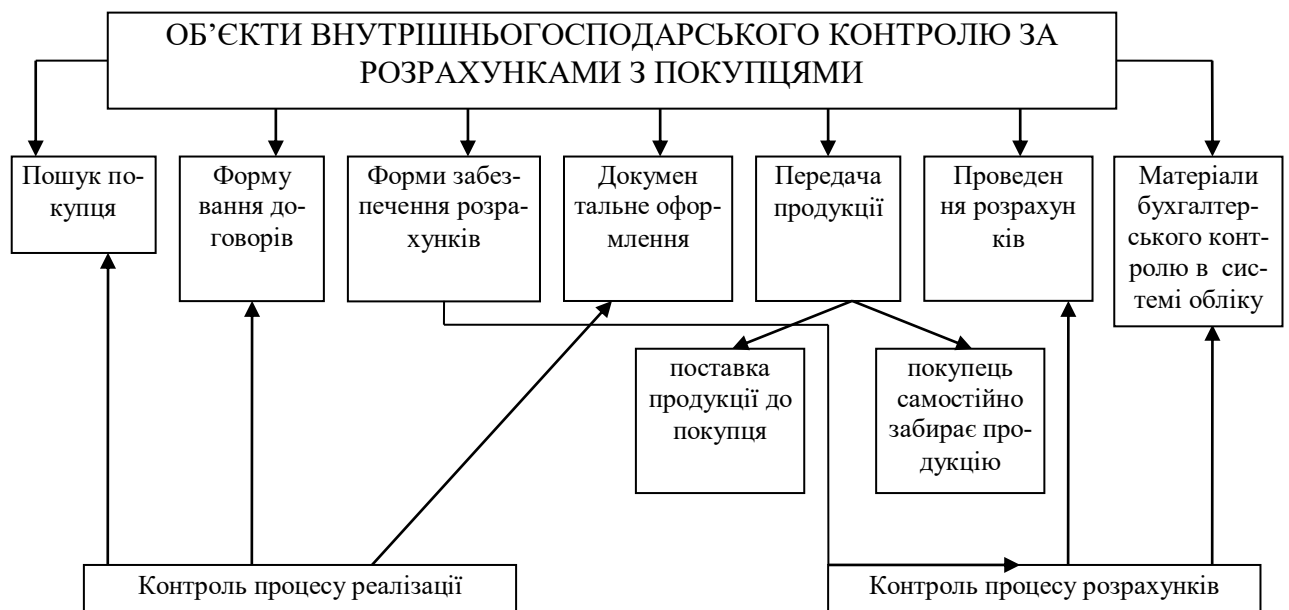 ОБ’ЄКТИ ВНУТРІШНЬОГОСПОДАРСЬКОГО КОНТРОЛЮ ЗА
РОЗРАХУНКАМИ З ПОКУПЦЯМИ
Пошук по-
купця
Форму
вання до-
говорів
Форми забез-
печення розра-
хунків
Докумен
тальне офор-
млення
Передача
продукції
Проведен
ня розрахун
ків
Матеріали
бухгалтер-
ського конт-
ролю в системі обліку
поставка
продукції до
покупця
покупець
самостійно
забирає про-
дукцію
Контроль процесу реалізації
Контроль процесу розрахунків